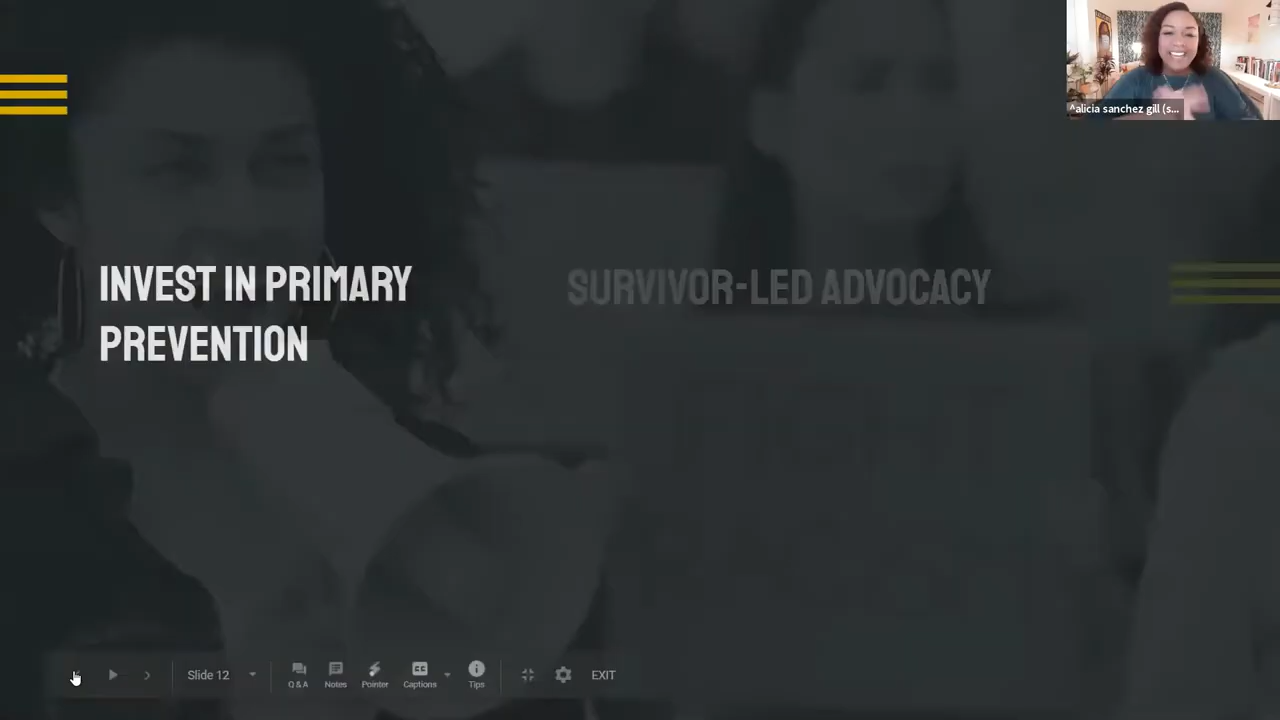 ^alicia sanchez gill (s...
INVEST IN PRIMARY
PREVENTION
SURVIVOR-LED ADVOCACY
Slide 12
Q & A
Notes
Pointer
Captions
Tips
EXIT